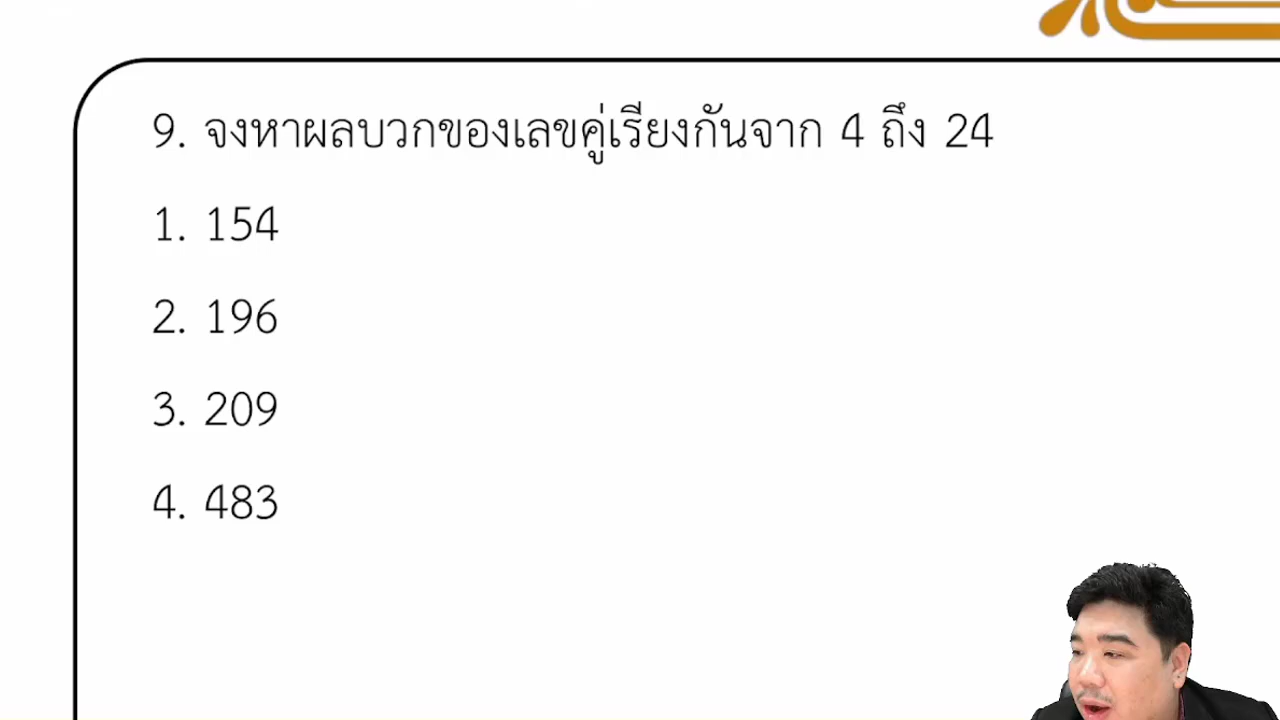 9. จงหาผลบวกของเลขคู่เรียงกันจาก 4 ถึง 24
1. 154
2. 196
3. 209
4. 483